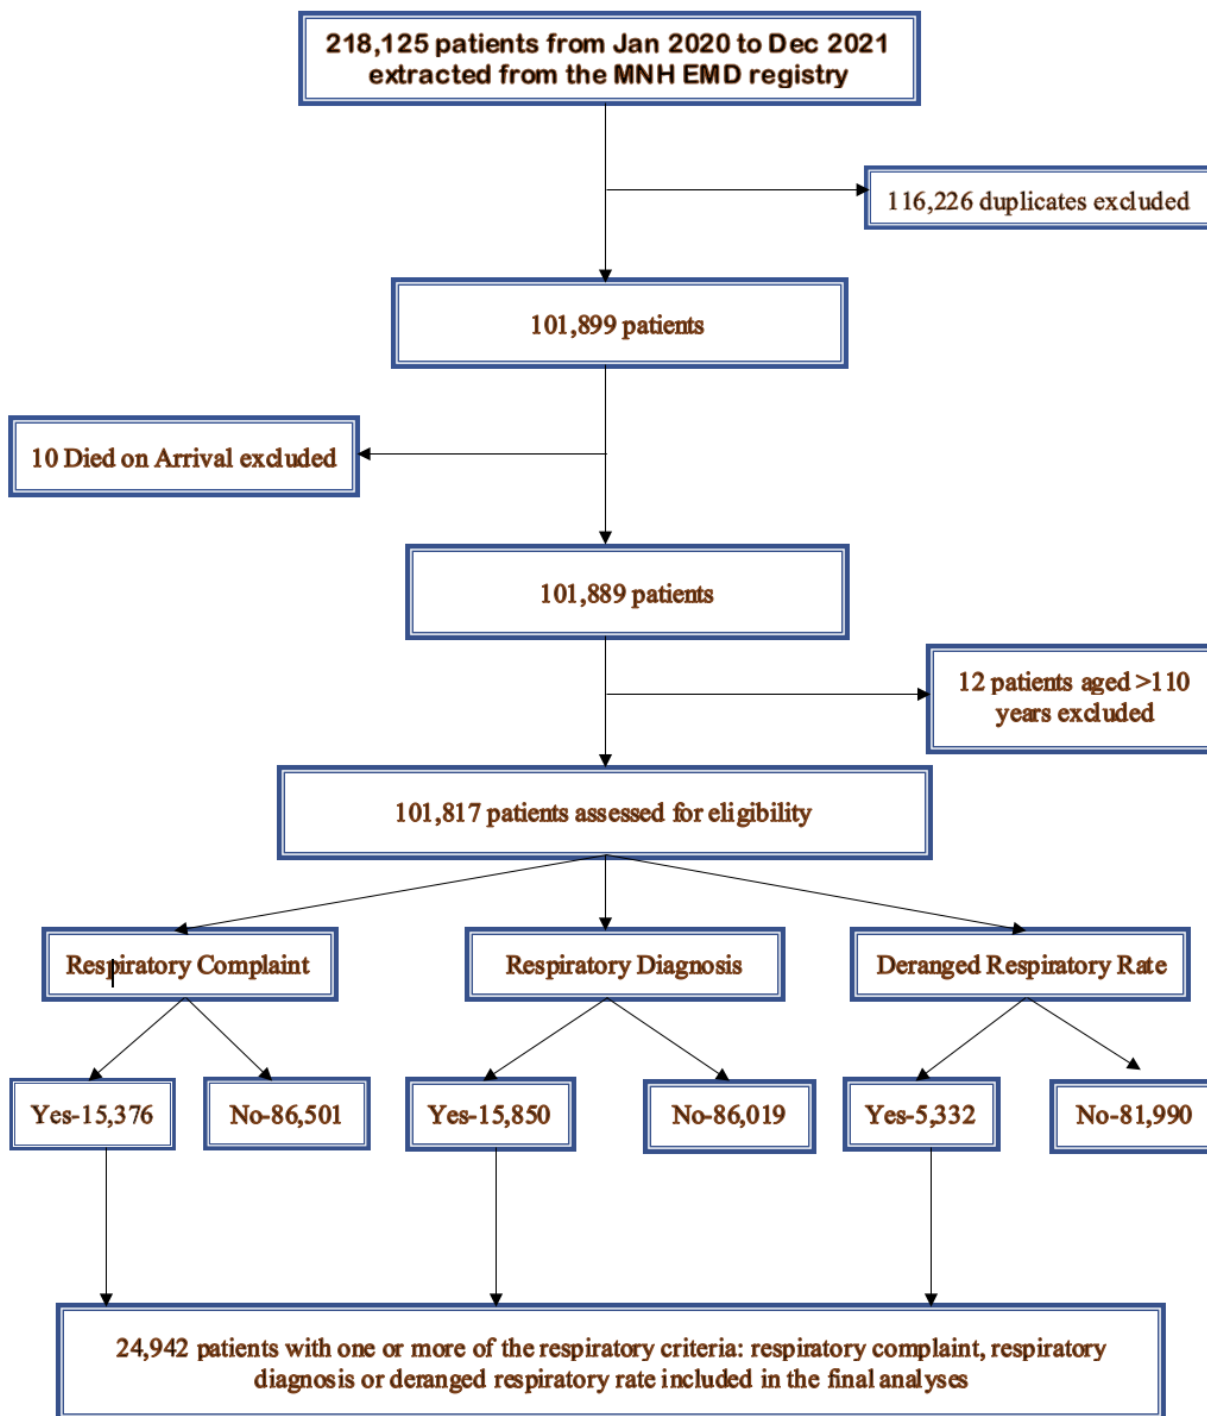 218,125 patients from Jan 2020 to Dec 2021
extracted from the MNH EMD registry
116,226 duplicates excluded
101,899 patients
10 Died on Arrival excluded
101,889 patients
12 patients aged >110
years excluded
101,817 patients assessed for eligibility
Respiratory Complaint
Respiratory Diagnosis
Deranged Respiratory Rate
Yes-15,376
No-86,501
Yes-15,850
No-86,019
Yes-5,332
No-81,990
24,942 patients with one or more of the respiratory criteria: respiratory complaint, respiratory
diagnosis or deranged respiratory rate included in the final analyses